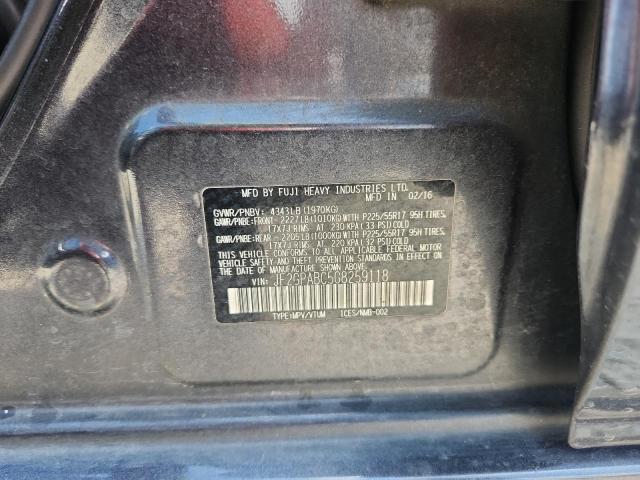 MFD BY FUJI HEAVY INDUSTRIES LTD.
MFD IN 02/16
GVWR/PNBV: 4343LB(1970KG)
GAWR/PNBE:FRONT- 2227LB(1010KG)WITH P225/55R17 95H TIRES.
17X7J RIMS AT 230 KPA(33 PSI)COLD
GAWR/PNBE:REAR - 2205LB(1000KG)WITH P225/55R17 95H TIRES.
17X7J RIMS AT 220 KPA(32 PSI)COLD
THIS VEHICLE CONFORMS TO ALL APPLICABLE FEDERAL MOTOR
VEHICLE SAFETY STANDARDS IN EFFECT ON THE DATE OF
MANUFACTURE SHOWN ABOVE.
VIN: JF2GPABC5G8259118
TYPE:MPV/VTUM ICES/NMB-002